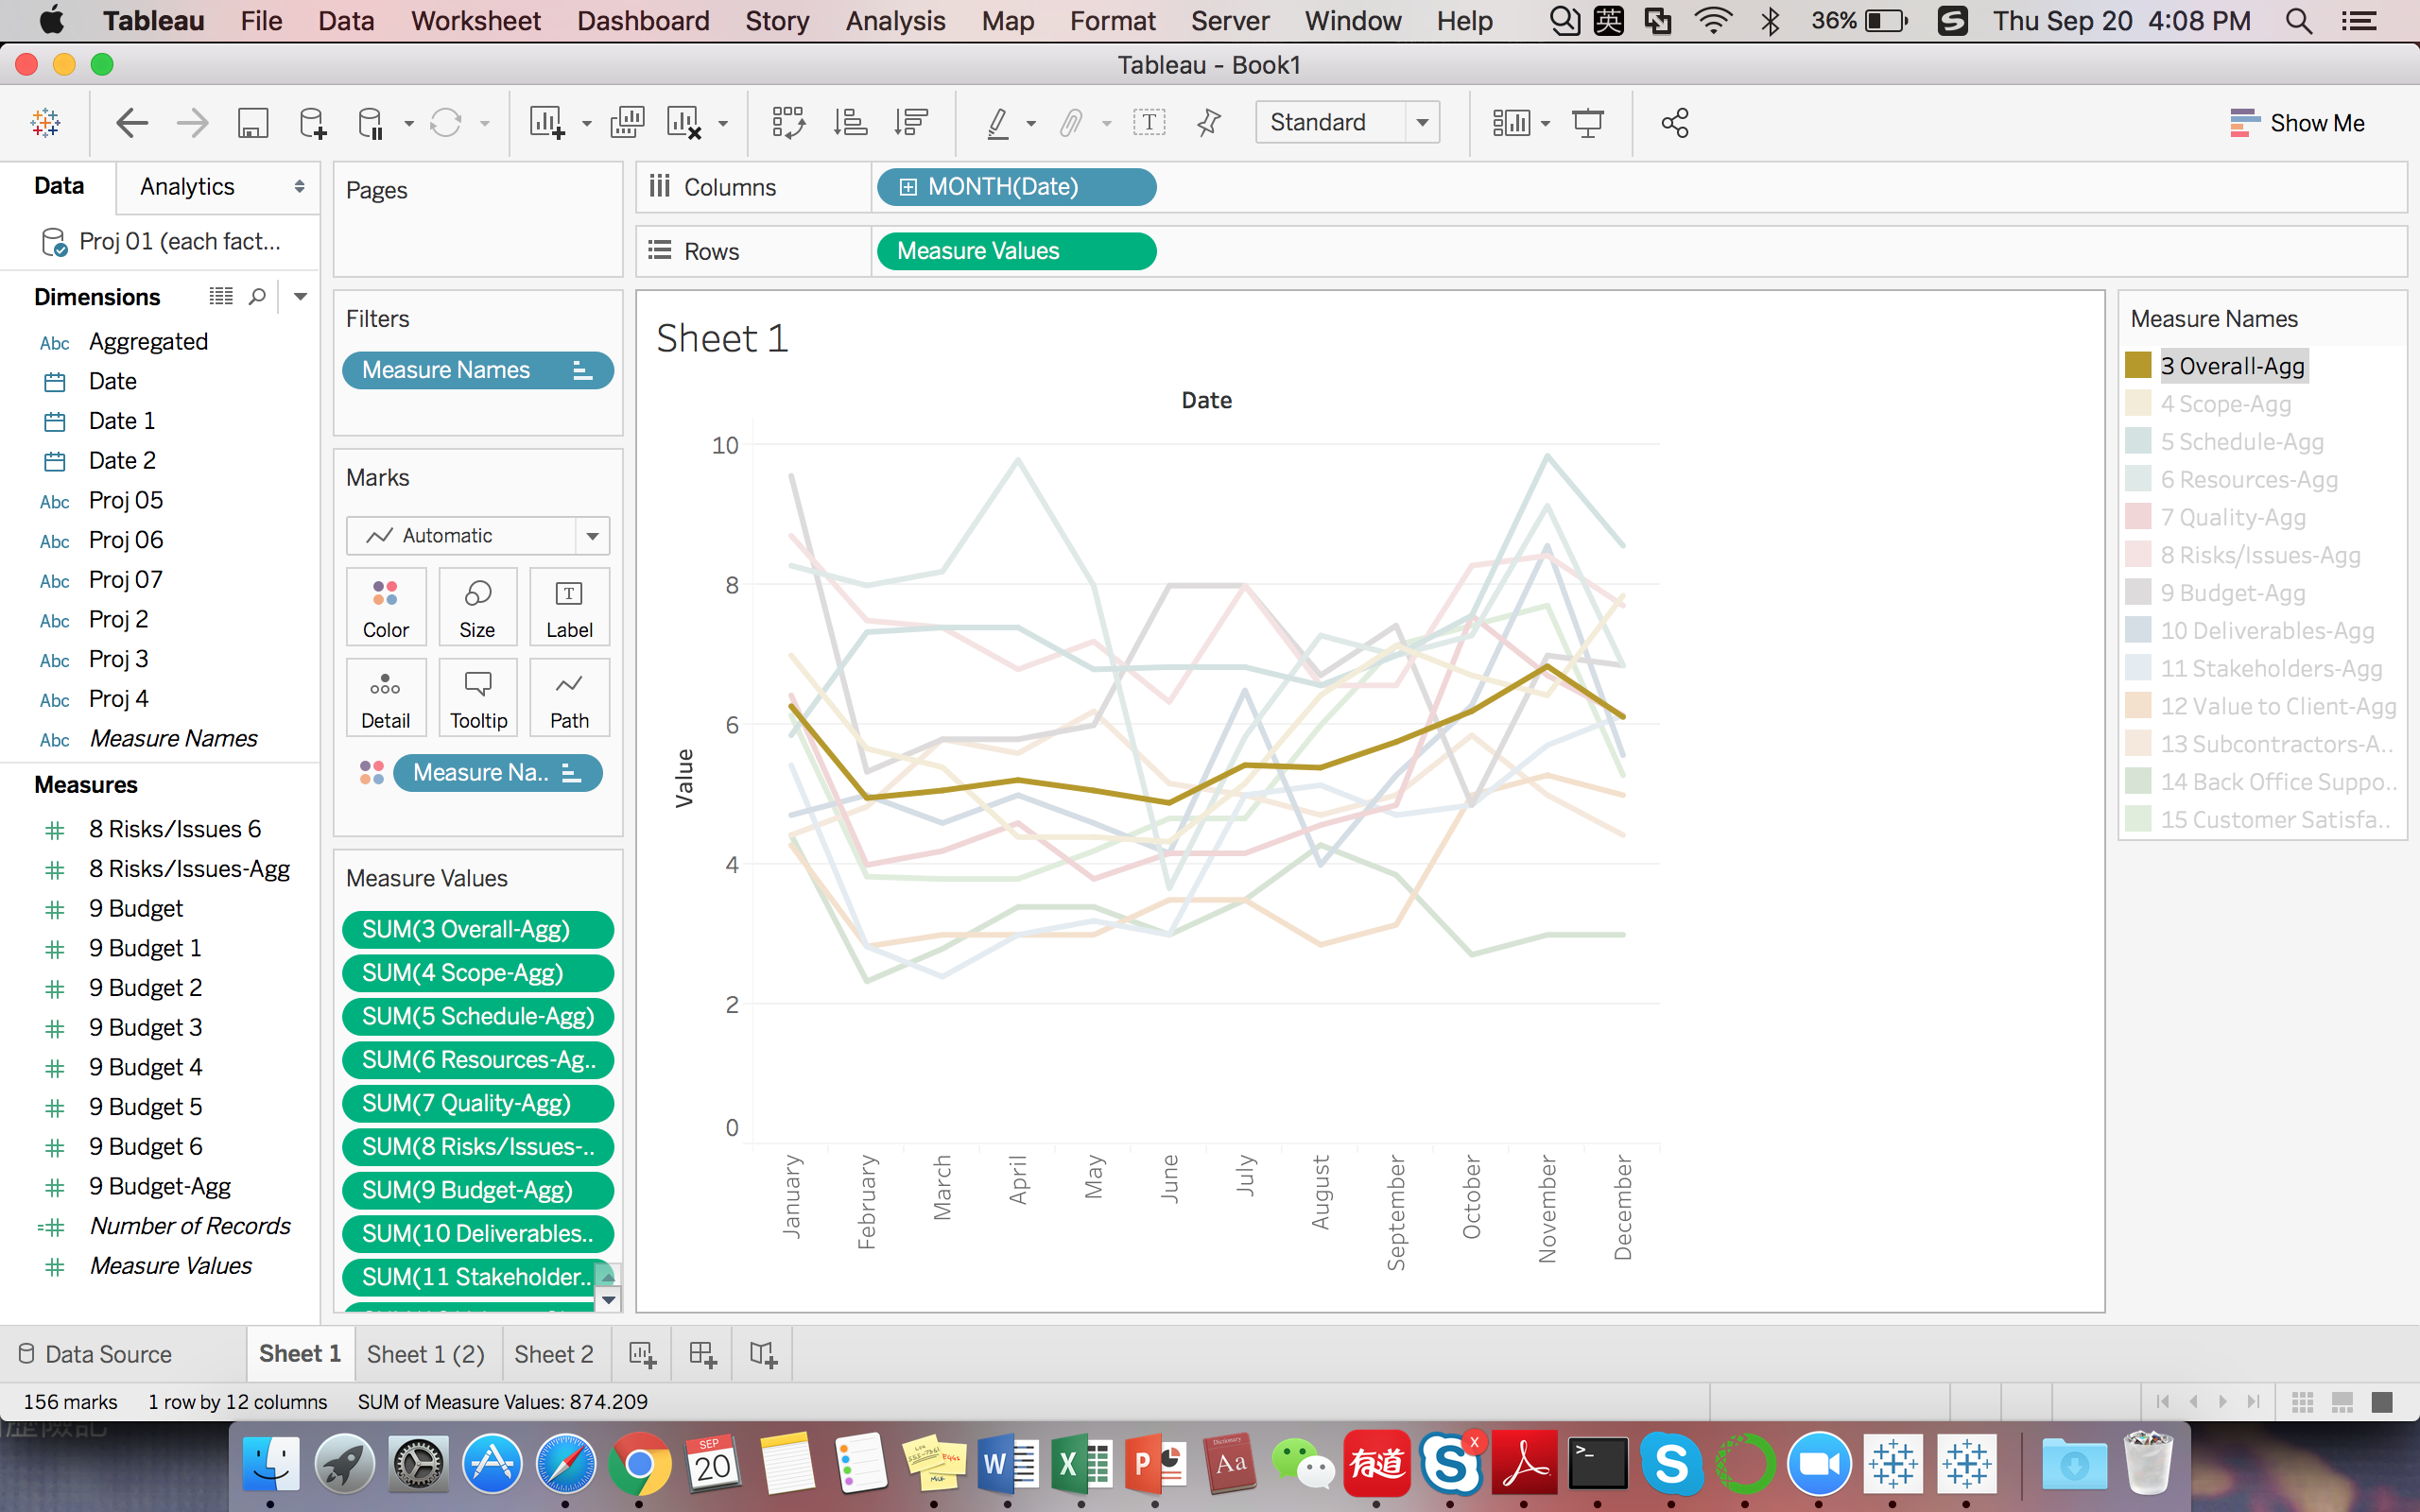 Tableau File Data Worksheet Dashboard Story Analysis Map Format Server Window Help 英 36% Thu Sep 20 4:08 PM
Tableau - Book1
Standard
Show Me
Data Analytics
Proj 01 (each fact...
Dimensions
Abc Aggregated
Date
Date 1
Date 2
Abc Proj 05
Abc Proj 06
Abc Proj 07
Abc Proj 2
Abc Proj 3
Abc Proj 4
Abc Measure Names
Measures
8 Risks/Issues 6
8 Risks/Issues-Agg
9 Budget
9 Budget 1
9 Budget 2
9 Budget 3
9 Budget 4
9 Budget 5
9 Budget 6
9 Budget-Agg
Number of Records
Measure Values
Pages
Filters
Measure Names
Marks
Automatic
Color Size Label
Detail Tooltip Path
Measure Na..
Measure Values
SUM(3 Overall-Agg)
SUM(4 Scope-Agg)
SUM(5 Schedule-Agg)
SUM(6 Resources-Ag..
SUM(7 Quality-Agg)
SUM(8 Risks/Issues-..
SUM(9 Budget-Agg)
SUM(10 Deliverables..
SUM(11 Stakeholder..
Columns MONTH(Date)
Rows Measure Values
Sheet 1
Date
Value
10
8
6
4
2
0
January
February
March
April
May
June
July
August
September
October
November
December
Measure Names
3 Overall-Agg
4 Scope-Agg
5 Schedule-Agg
6 Resources-Agg
7 Quality-Agg
8 Risks/Issues-Agg
9 Budget-Agg
10 Deliverables-Agg
11 Stakeholders-Agg
12 Value to Client-Agg
13 Subcontractors-A..
14 Back Office Suppo..
15 Customer Satisfa..
Data Source Sheet 1 Sheet 1 (2) Sheet 2
156 marks 1 row by 12 columns SUM of Measure Values: 874.209
SEP
20
W
X
P
Dictionary
Aa
有道
S
>_
S